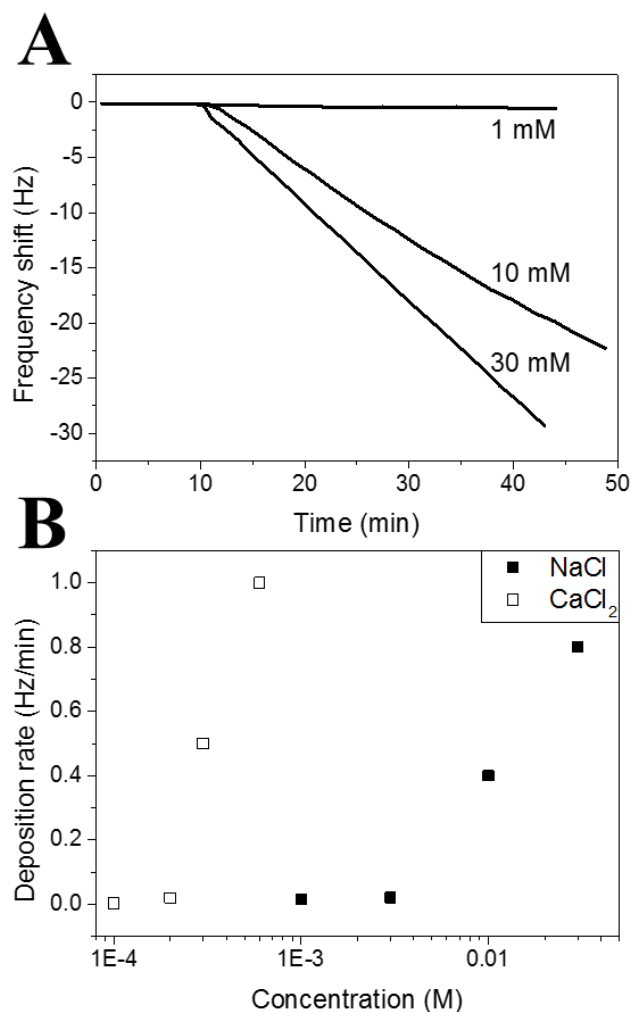 A
Frequency shift (Hz)
0
-5
-10
-15
-20
-25
-30
1 mM
10 mM
30 mM
0 10 20 30 40 50
Time (min)
B
Deposition rate (Hz/min)
1.0
0.8
0.6
0.4
0.2
0.0
NaCl
CaCl₂
1E-4 1E-3 0.01
Concentration (M)